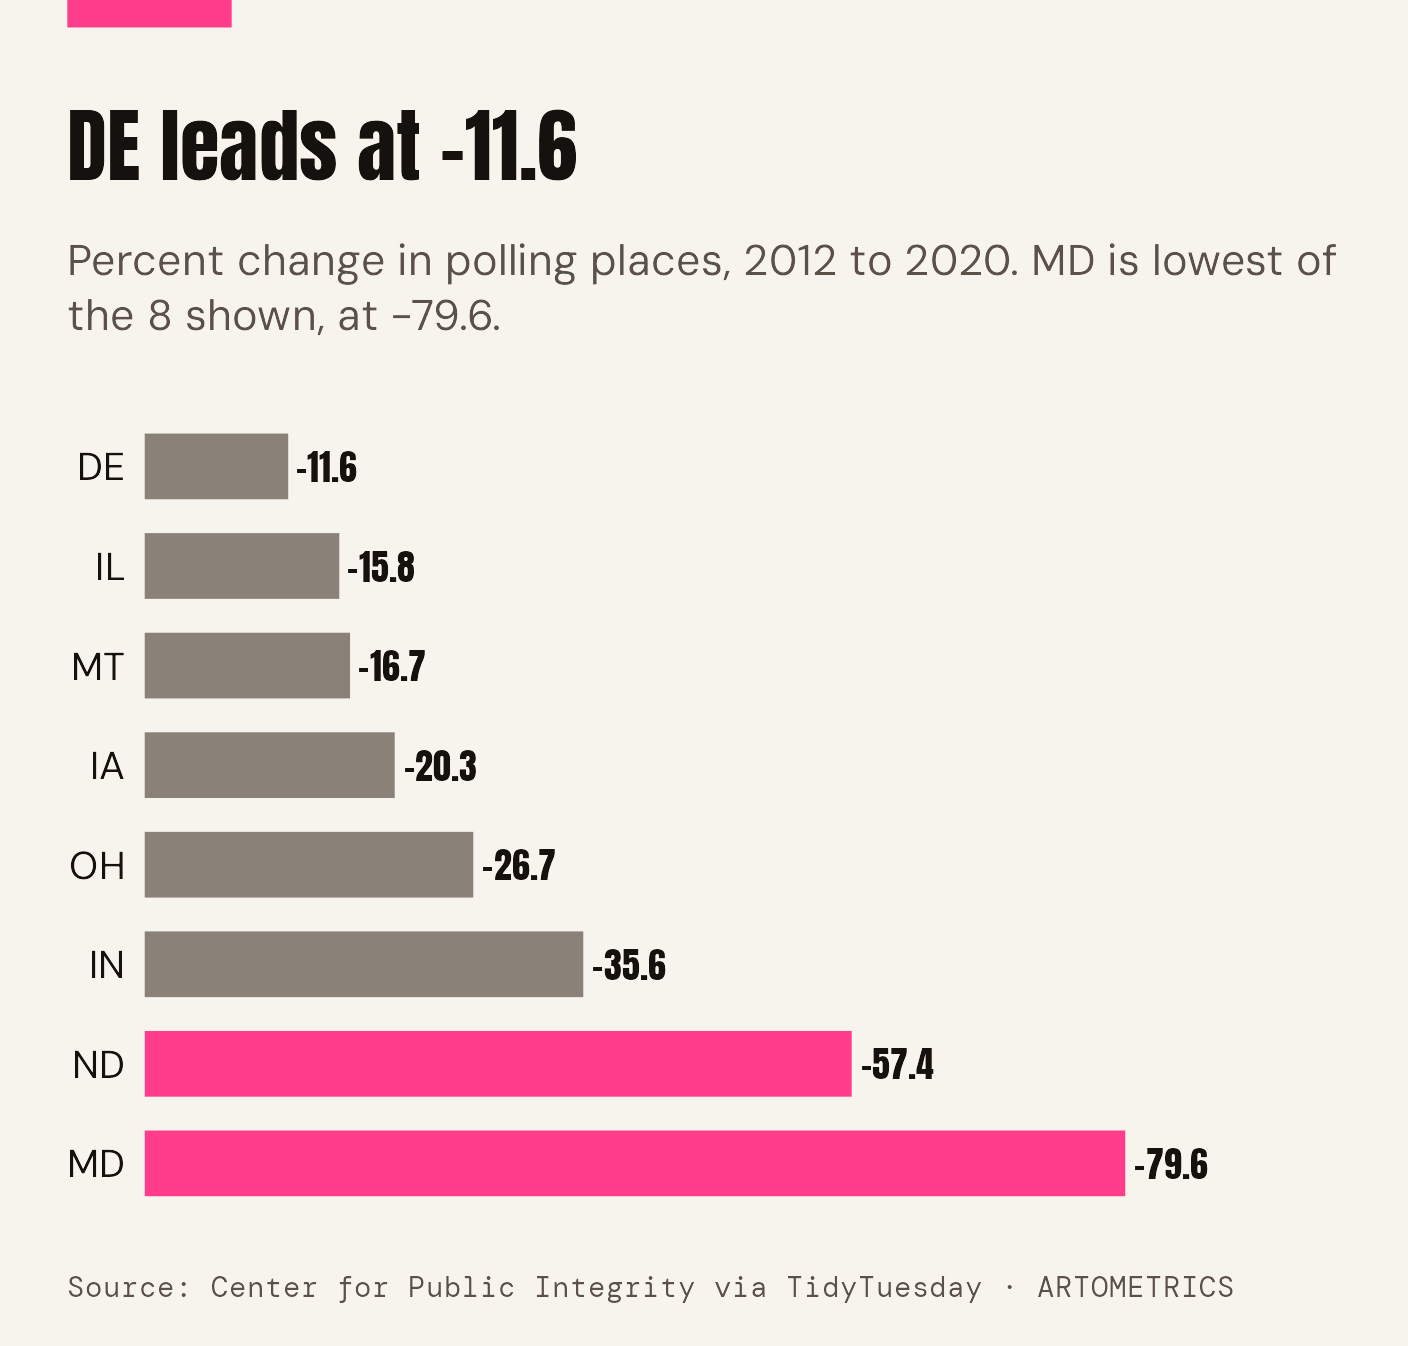 DE leads at -11.6
Percent change in polling places, 2012 to 2020. MD is lowest of
the 8 shown, at -79.6.
DE -11.6
IL -15.8
MT -16.7
IA -20.3
OH -26.7
IN -35.6
ND -57.4
MD -79.6
Source: Center for Public Integrity via TidyTuesday · ARTOMETRICS